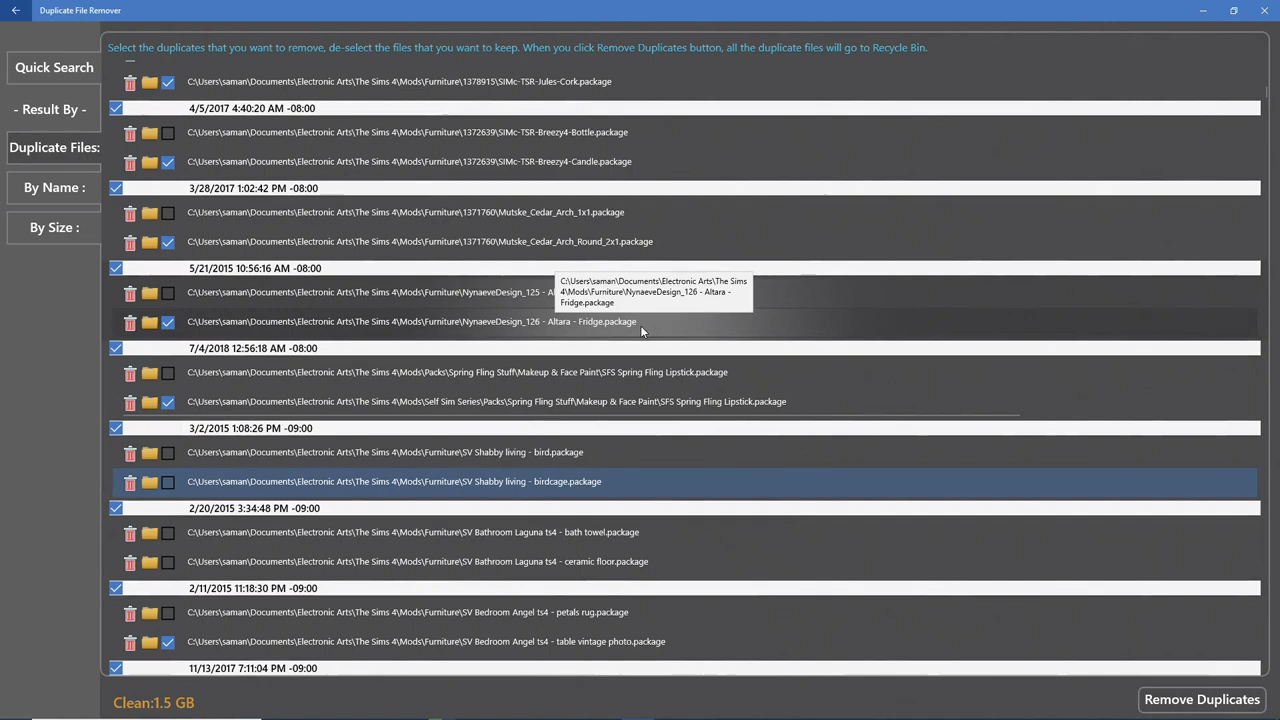 Duplicate File Remover
Select the duplicates that you want to remove, de-select the files that you want to keep. When you click Remove Duplicates button, all the duplicate files will go to Recycle Bin.
Quick Search
- Result By -
Duplicate Files:
By Name :
By Size :
C:\Users\saman\Documents\Electronic Arts\The Sims 4\Mods\Furniture\1378915\SIMc-TSR-Jules-Cork.package
4/5/2017 4:40:20 AM -08:00
C:\Users\saman\Documents\Electronic Arts\The Sims 4\Mods\Furniture\1372639\SIMc-TSR-Breezy4-Bottle.package
C:\Users\saman\Documents\Electronic Arts\The Sims 4\Mods\Furniture\1372639\SIMc-TSR-Breezy4-Candle.package
3/28/2017 1:02:42 PM -08:00
C:\Users\saman\Documents\Electronic Arts\The Sims 4\Mods\Furniture\1371760\Mutske_Cedar_Arch_1x1.package
C:\Users\saman\Documents\Electronic Arts\The Sims 4\Mods\Furniture\1371760\Mutske_Cedar_Arch_Round_2x1.package
5/21/2015 10:56:16 AM -08:00
C:\Users\saman\Documents\Electronic Arts\The Sims 4\Mods\Furniture\NynaeveDesign_125 - Al
C:\Users\saman\Documents\Electronic Arts\The Sims
4\Mods\Furniture\NynaeveDesign_126 - Altara -
Fridge.package
C:\Users\saman\Documents\Electronic Arts\The Sims 4\Mods\Furniture\NynaeveDesign_126 - Altara - Fridge.package
7/4/2018 12:56:18 AM -08:00
C:\Users\saman\Documents\Electronic Arts\The Sims 4\Mods\Packs\Spring Fling Stuff\Makeup & Face Paint\SFS Spring Fling Lipstick.package
C:\Users\saman\Documents\Electronic Arts\The Sims 4\Mods\Self Sim Series\Packs\Spring Fling Stuff\Makeup & Face Paint\SFS Spring Fling Lipstick.package
3/2/2015 1:08:26 PM -09:00
C:\Users\saman\Documents\Electronic Arts\The Sims 4\Mods\Furniture\SV Shabby living - bird.package
C:\Users\saman\Documents\Electronic Arts\The Sims 4\Mods\Furniture\SV Shabby living - birdcage.package
2/20/2015 3:34:48 PM -09:00
C:\Users\saman\Documents\Electronic Arts\The Sims 4\Mods\Furniture\SV Bathroom Laguna ts4 - bath towel.package
C:\Users\saman\Documents\Electronic Arts\The Sims 4\Mods\Furniture\SV Bathroom Laguna ts4 - ceramic floor.package
2/11/2015 11:18:30 PM -09:00
C:\Users\saman\Documents\Electronic Arts\The Sims 4\Mods\Furniture\SV Bedroom Angel ts4 - petals rug.package
C:\Users\saman\Documents\Electronic Arts\The Sims 4\Mods\Furniture\SV Bedroom Angel ts4 - table vintage photo.package
11/13/2017 7:11:04 PM -09:00
Clean:1.5 GB
Remove Duplicates